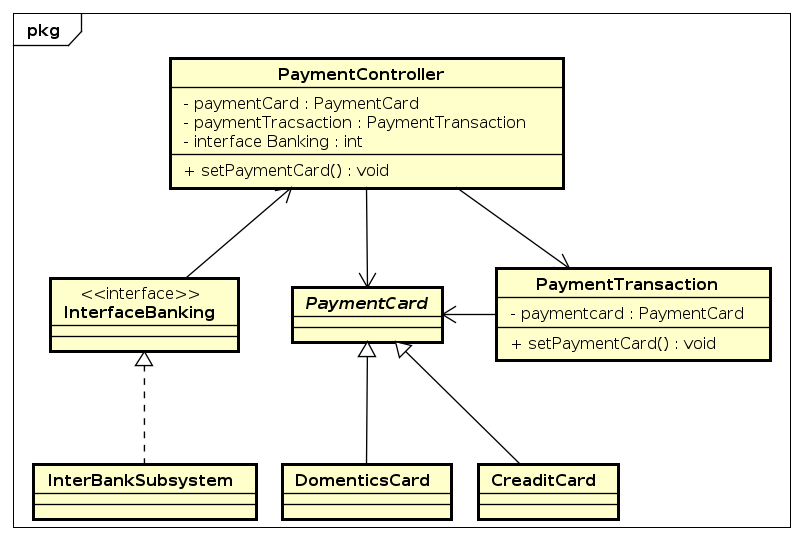 pkg
PaymentController
- paymentCard : PaymentCard
- paymentTracsaction : PaymentTransaction
- interface Banking : int
+ setPaymentCard() : void
<<interface>>
InterfaceBanking
PaymentCard
PaymentTransaction
- paymentcard : PaymentCard
+ setPaymentCard() : void
InterBankSubsystem
DomenticsCard
CreaditCard